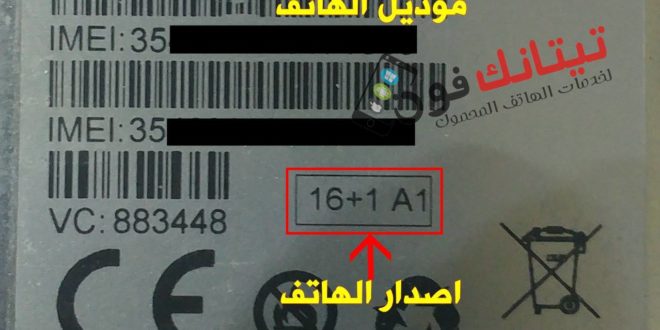 موديل الهاتف
IMEI: 35
تيتانك فون
لخدمات الهاتف المحمول
IMEI: 35
16+1 A1
VC: 883448
CE
اصدار الهاتف